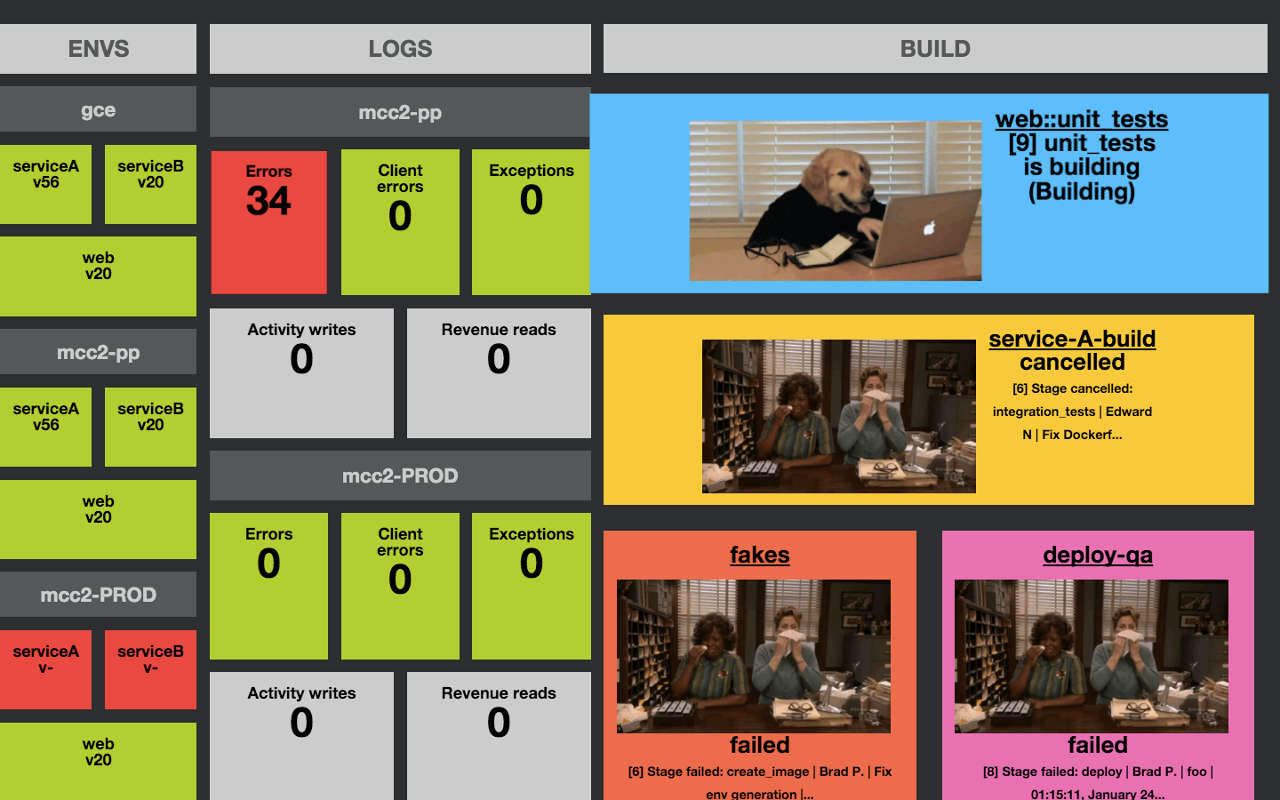 ENVS
gce
serviceA
v56
serviceB
v20
web
v20
mcc2-pp
serviceA
v56
serviceB
v20
web
v20
mcc2-PROD
serviceA
v-
serviceB
v-
web
v20
LOGS
mcc2-pp
Errors
34
Client
errors
0
Exceptions
0
Activity writes
0
Revenue reads
0
mcc2-PROD
Errors
0
Client
errors
0
Exceptions
0
Activity writes
0
Revenue reads
0
BUILD
web::unit_tests
[9] unit_tests
is building
(Building)
service-A-build
cancelled
[6] Stage cancelled:
integration_tests | Edward
N | Fix Dockerf...
fakes
failed
[6] Stage failed: create_image | Brad P. | Fix
env generation |...
deploy-qa
failed
[8] Stage failed: deploy | Brad P. | foo |
01:15:11, January 24...